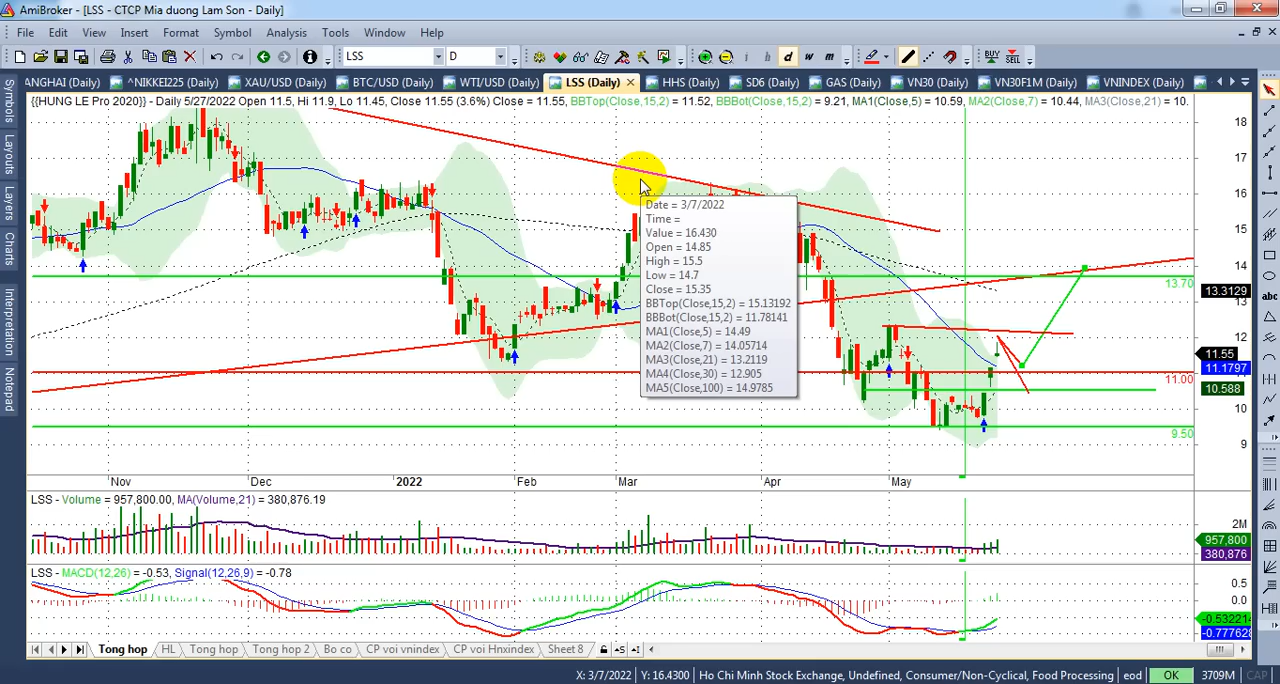 AmiBroker - [LSS - CTCP Mia duong Lam Son - Daily]
File Edit View Insert Format Symbol Analysis Tools Window Help
LSS D i h d w m BUY SELL
ANGHAI (Daily) ^NIKKEI225 (Daily) XAU/USD (Daily) BTC/USD (Daily) WTI/USD (Daily) LSS (Daily) HHS (Daily) SD6 (Daily) GAS (Daily) VN30 (Daily) VN30F1M (Daily) VNINDEX (Daily)
{{HUNG LE Pro 2020}} - Daily 5/27/2022 Open 11.5, Hi 11.9, Lo 11.45, Close 11.55 (3.6%) Close = 11.55, BBTop(Close,15,2) = 11.52, BBBot(Close,15,2) = 9.21, MA1(Close,5) = 10.59, MA2(Close,7) = 10.44, MA3(Close,21) = 10.
Symbols
Layouts
Layers
Charts
Interpretation
Notepad
18
17
16
15
14
13.70
13.3129
13
12
11.55
11.1797
11.00
10.588
10
9.50
9
Date = 3/7/2022
Time =
Value = 16.430
Open = 14.85
High = 15.5
Low = 14.7
Close = 15.35
BBTop(Close,15,2) = 15.13192
BBBot(Close,15,2) = 11.78141
MA1(Close,5) = 14.49
MA2(Close,7) = 14.05714
MA3(Close,21) = 13.2119
MA4(Close,30) = 12.905
MA5(Close,100) = 14.9785
abc
Nov Dec 2022 Feb Mar Apr May
LSS - Volume = 957,800.00, MA(Volume,21) = 380,876.19
2M
957,800
380,876
LSS - MACD(12,26) = -0.53, Signal(12,26,9) = -0.78
0.5
0.0
-0.53221
-0.777628
Tong hop HL Tong hop Tong hop 2 Bo co CP voi vnindex CP voi Hnxindex Sheet 8
X: 3/7/2022 Y: 16.4300 Ho Chi Minh Stock Exchange, Undefined, Consumer/Non-Cyclical, Food Processing eod OK 3709M CAP